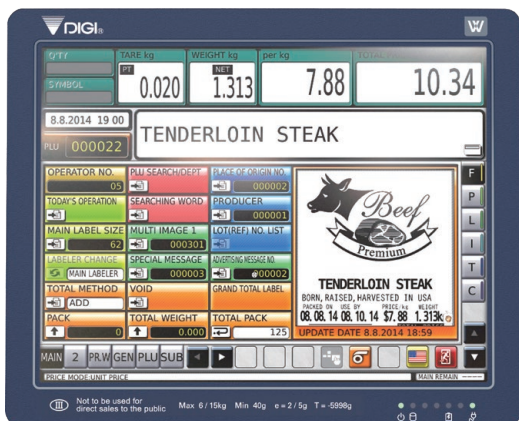 DIGI®
W
Q'TY
SYMBOL
TARE kg
PT
0.020
WEIGHT kg
NET
1.313
per kg
7.88
10.34
8.8.2014 19 00
PLU 000022
TENDERLOIN STEAK
OPERATOR NO.
05
PLU SEARCH/DEPT
PLACE OF ORIGIN NO.
000002
TODAY'S OPERATION
SEARCHING WORD
PRODUCER
000001
MAIN LABEL SIZE
62
MULTI IMAGE 1
000301
LOT(REF) NO. LIST
LABELER CHANGE
MAIN LABELER
SPECIAL MESSAGE
000003
ADVERTISING MESSAGE NO.
00002
TOTAL METHOD
ADD
VOID
GRAND TOTAL LABEL
PACK
0
TOTAL WEIGHT
0.000
TOTAL PACK
125
Beef
Premium
TENDERLOIN STEAK
BORN, RAISED, HARVESTED IN USA
PACKED ON USE BY PRICE/kg WEIGHT
08.08.14 08.10.14 $7.88 1.313k
UPDATE DATE 8.8.2014 18:59
F
P
L
I
T
C
MAIN 2 PR.W GEN PLU SUB
PRICE MODE:UNIT PRICE
MAIN REMAIN
III
Not to be used for
direct sales to the public
Max 6 / 15kg Min 40g e = 2 / 5g T = -5998g